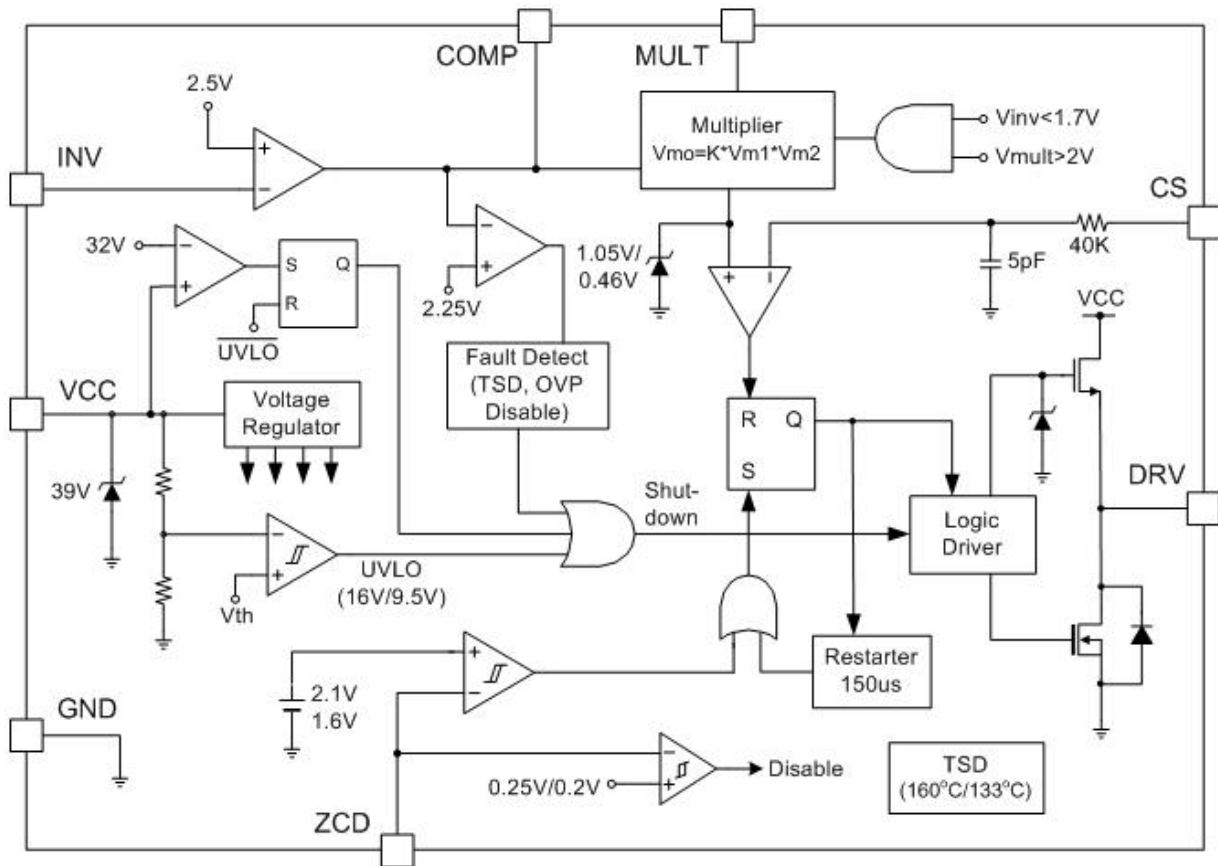 COMP
MULT
2.5V
+
−
INV
Multiplier
Vmo=K*Vm1*Vm2
Vinv<1.7V
Vmult>2V
CS
32V
−
+
S
Q
R
UVLO
−
+
2.25V
1.05V/
0.46V
+
−
5pF
40K
VCC
VCC
Voltage
Regulator
Fault Detect
(TSD, OVP
Disable)
R
Q
S
39V
DRV
Shut-
down
Logic
Driver
−
+
Vth
UVLO
(16V/9.5V)
+
−
2.1V
1.6V
Restarter
150us
GND
−
+
0.25V/0.2V
Disable
TSD
(160°C/133°C)
ZCD